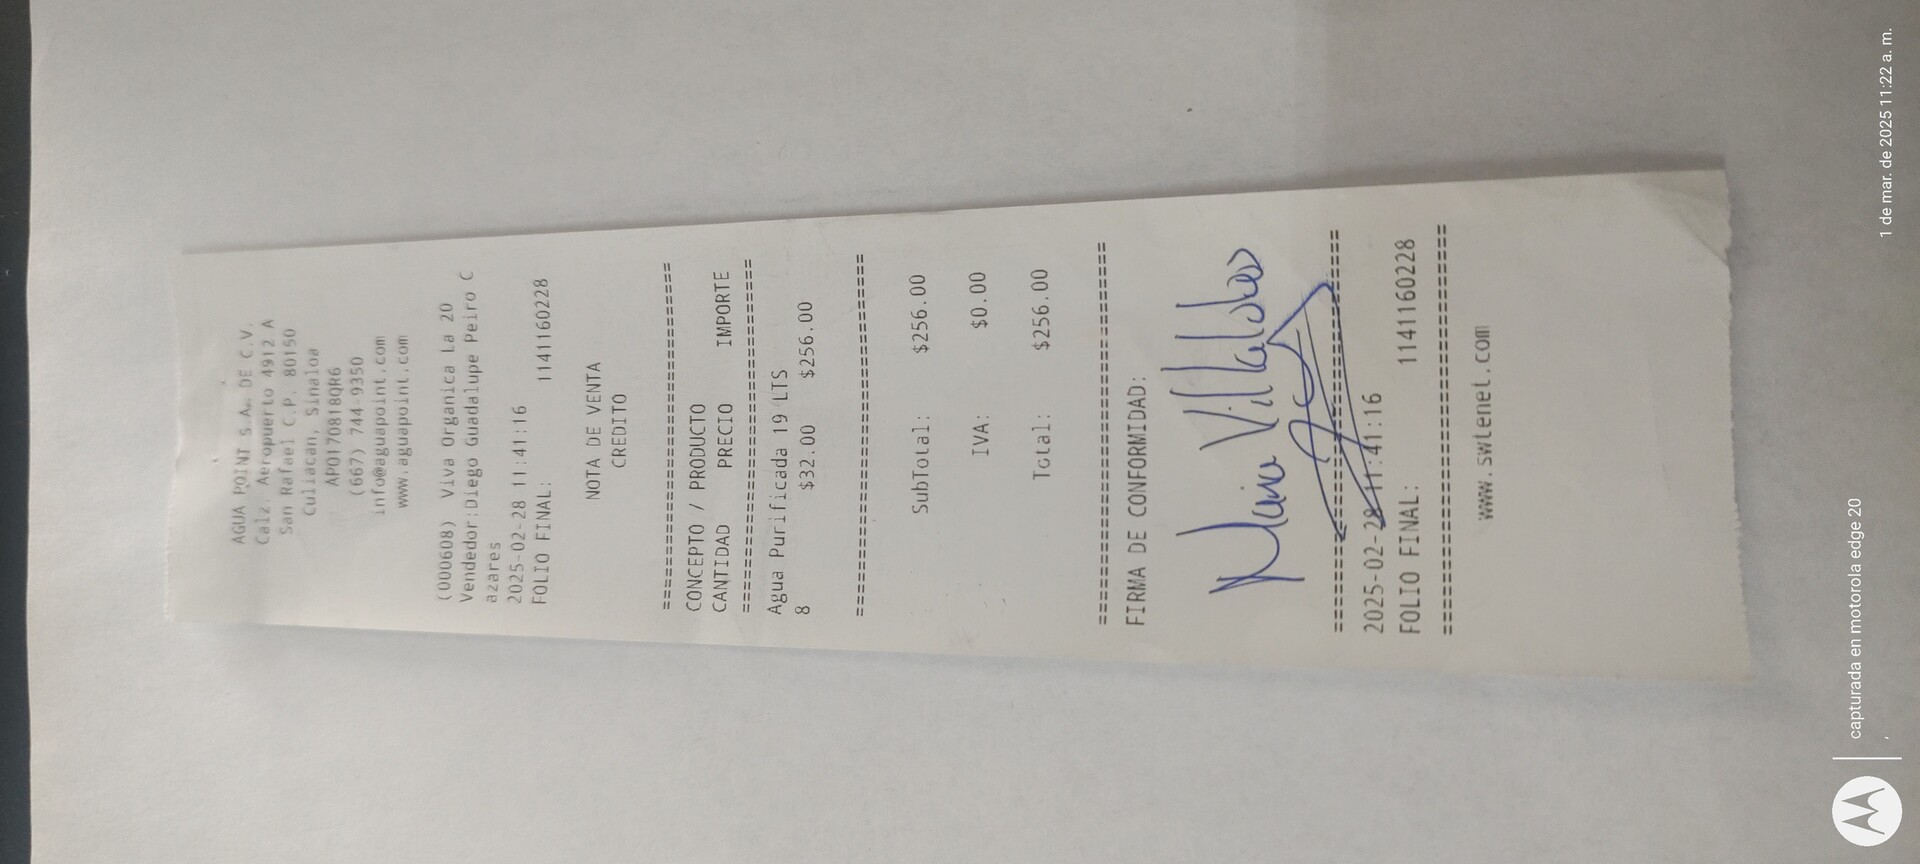 AGUA POINT S.A. DE C.V.
Calz. Aeropuerto 4912 A
San Rafael C.P. 80150
Culiacan, Sinaloa
APO170818QR6
(667) 744-9350
info@aguapoint.com
www.aguapoint.com
(000608) Viva Organica La 20
Vendedor:Diego Guadalupe Peiro C
azares
2025-02-28 11:41:16
FOLIO FINAL: 1141160228
NOTA DE VENTA
CREDITO
================================
CONCEPTO / PRODUCTO
CANTIDAD PRECIO IMPORTE
================================
Agua Purificada 19 LTS
8 $32.00 $256.00
================================
SubTotal: $256.00
IVA: $0.00
Total: $256.00
================================
FIRMA DE CONFORMIDAD:
Maria Villalobos
================================
2025-02-28 11:41:16
FOLIO FINAL: 1141160228
================================
www.swtenet.com
capturada en motorola edge 20
1 de mar. de 2025 11:22 a. m.